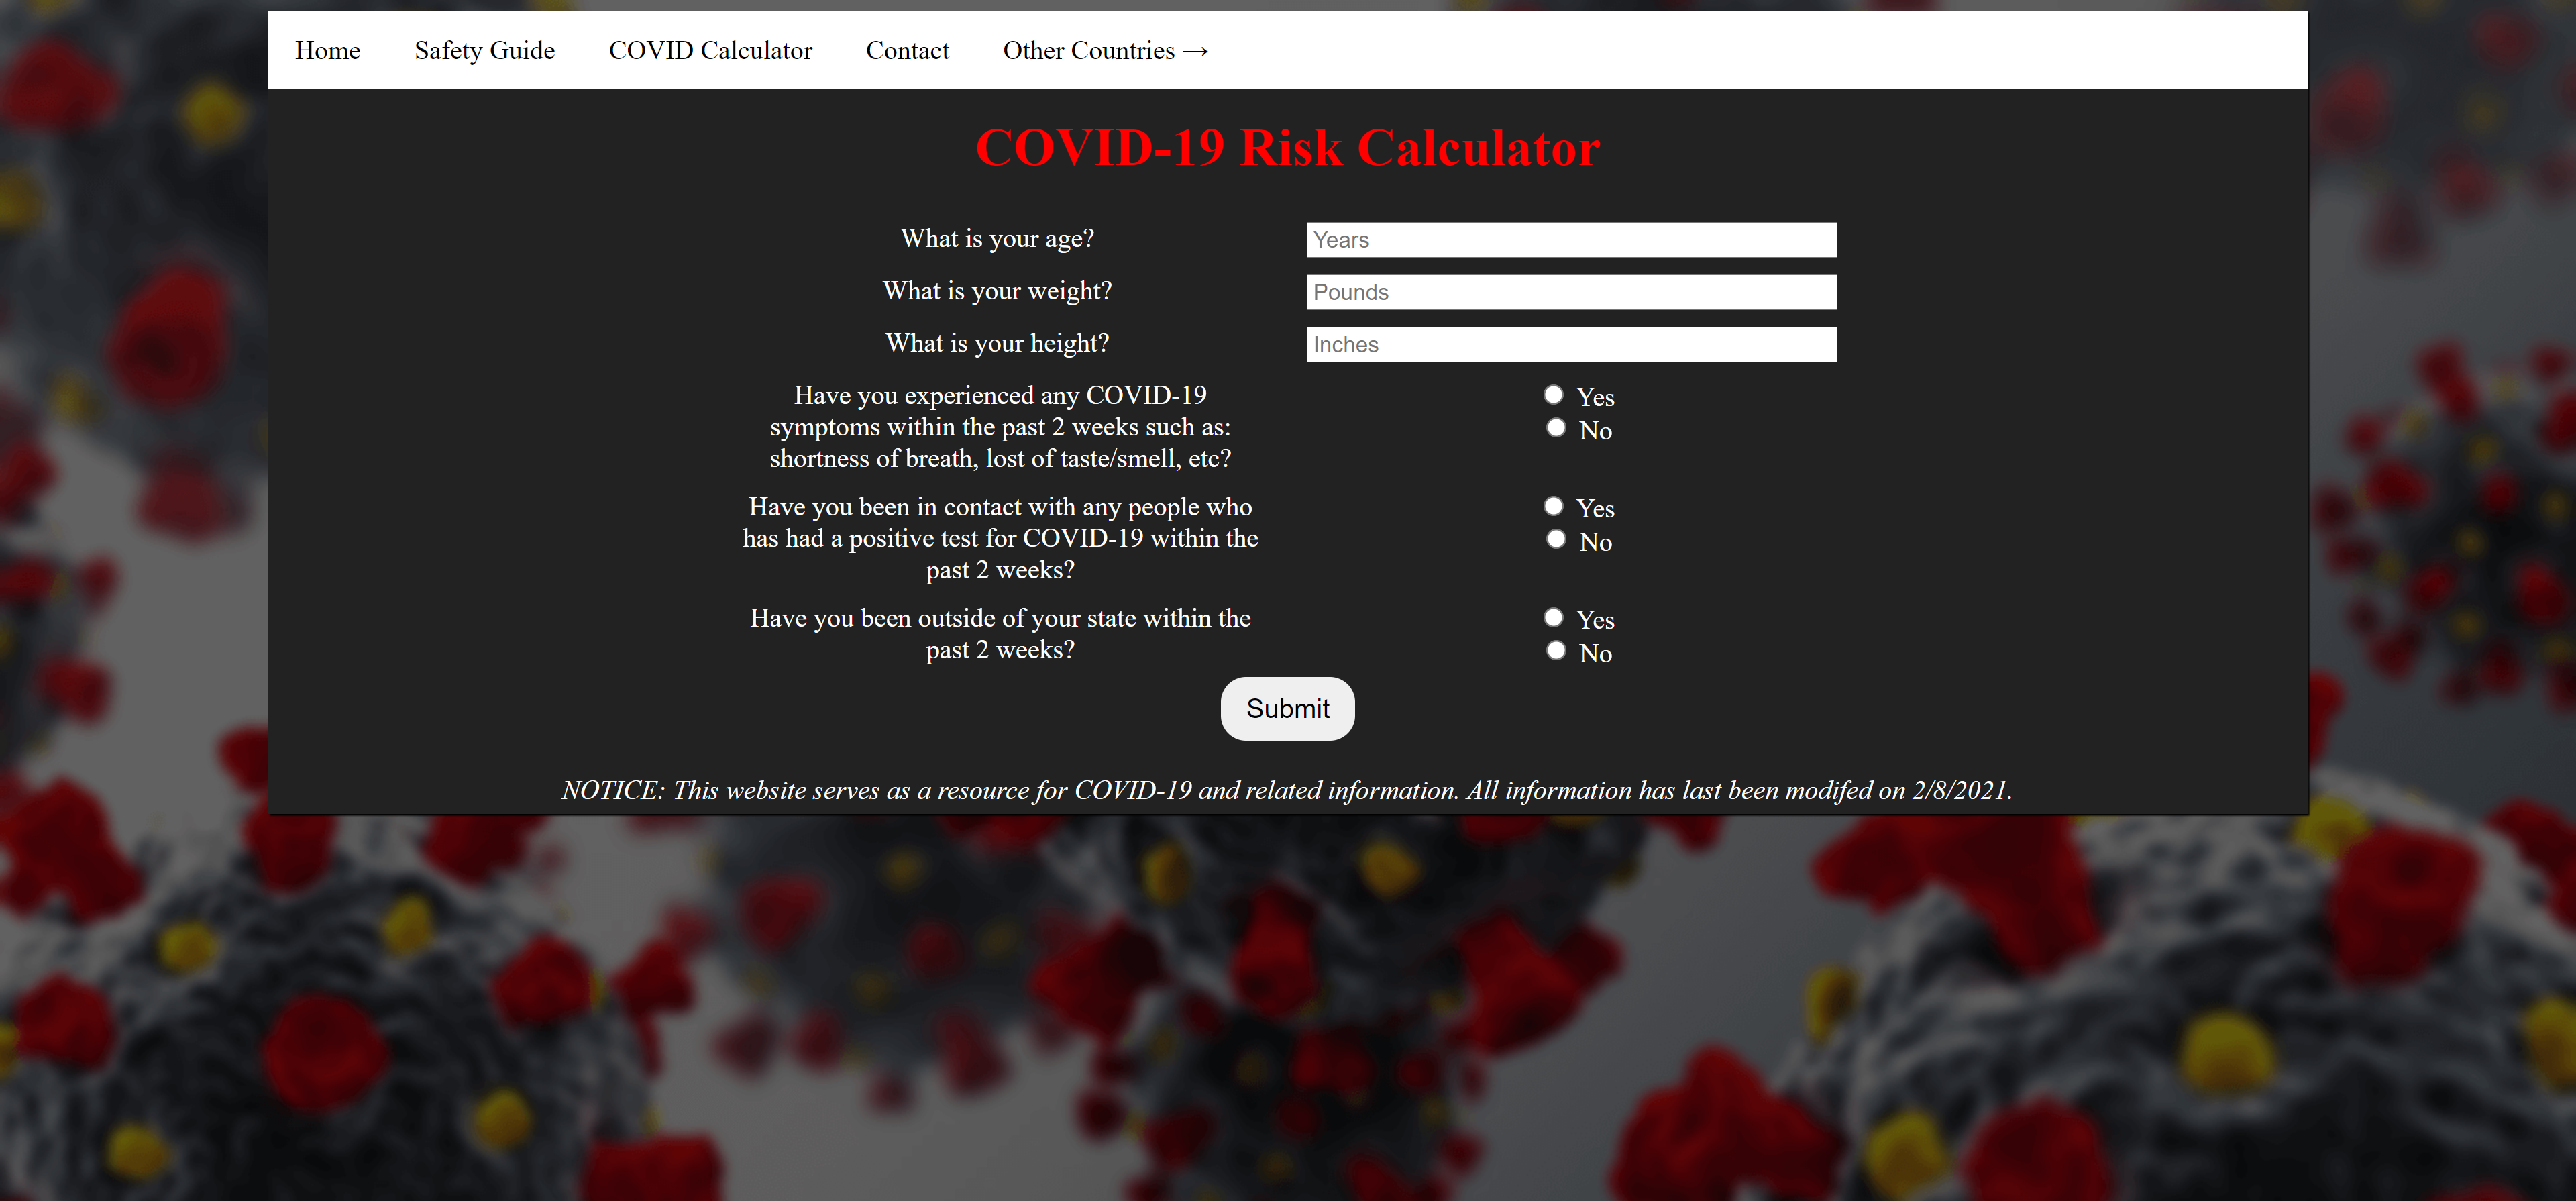 Home Safety Guide COVID Calculator Contact Other Countries →
COVID-19 Risk Calculator
What is your age? Years
What is your weight? Pounds
What is your height? Inches
Have you experienced any COVID-19
symptoms within the past 2 weeks such as:
shortness of breath, lost of taste/smell, etc?
Yes
No
Have you been in contact with any people who
has had a positive test for COVID-19 within the
past 2 weeks?
Yes
No
Have you been outside of your state within the
past 2 weeks?
Yes
No
Submit
NOTICE: This website serves as a resource for COVID-19 and related information. All information has last been modifed on 2/8/2021.